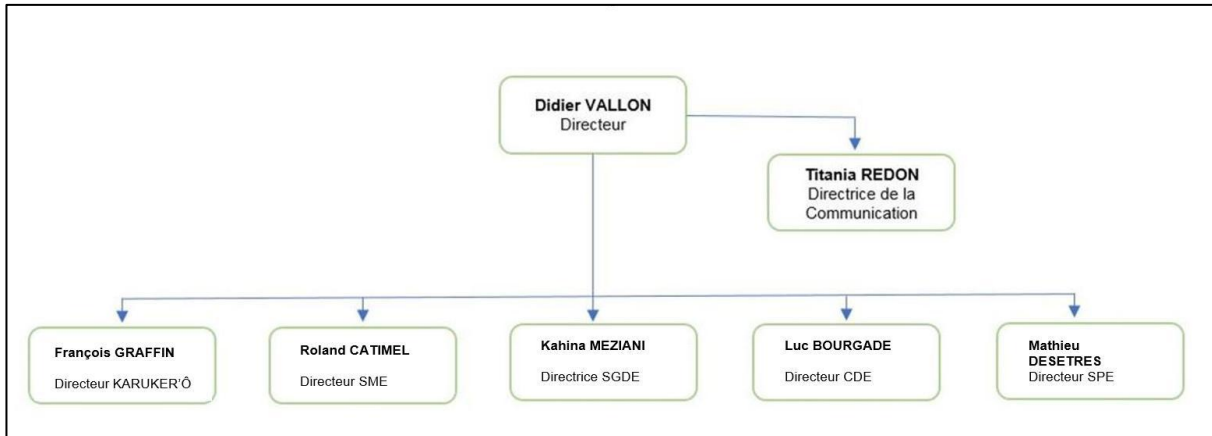 Didier VALLON
Directeur
Titania REDON
Directrice de la
Communication
François GRAFFIN
Directeur KARUKER'Ô
Roland CATIMEL
Directeur SME
Kahina MEZIANI
Directrice SGDE
Luc BOURGADE
Directeur CDE
Mathieu
DESETRES
Directeur SPE